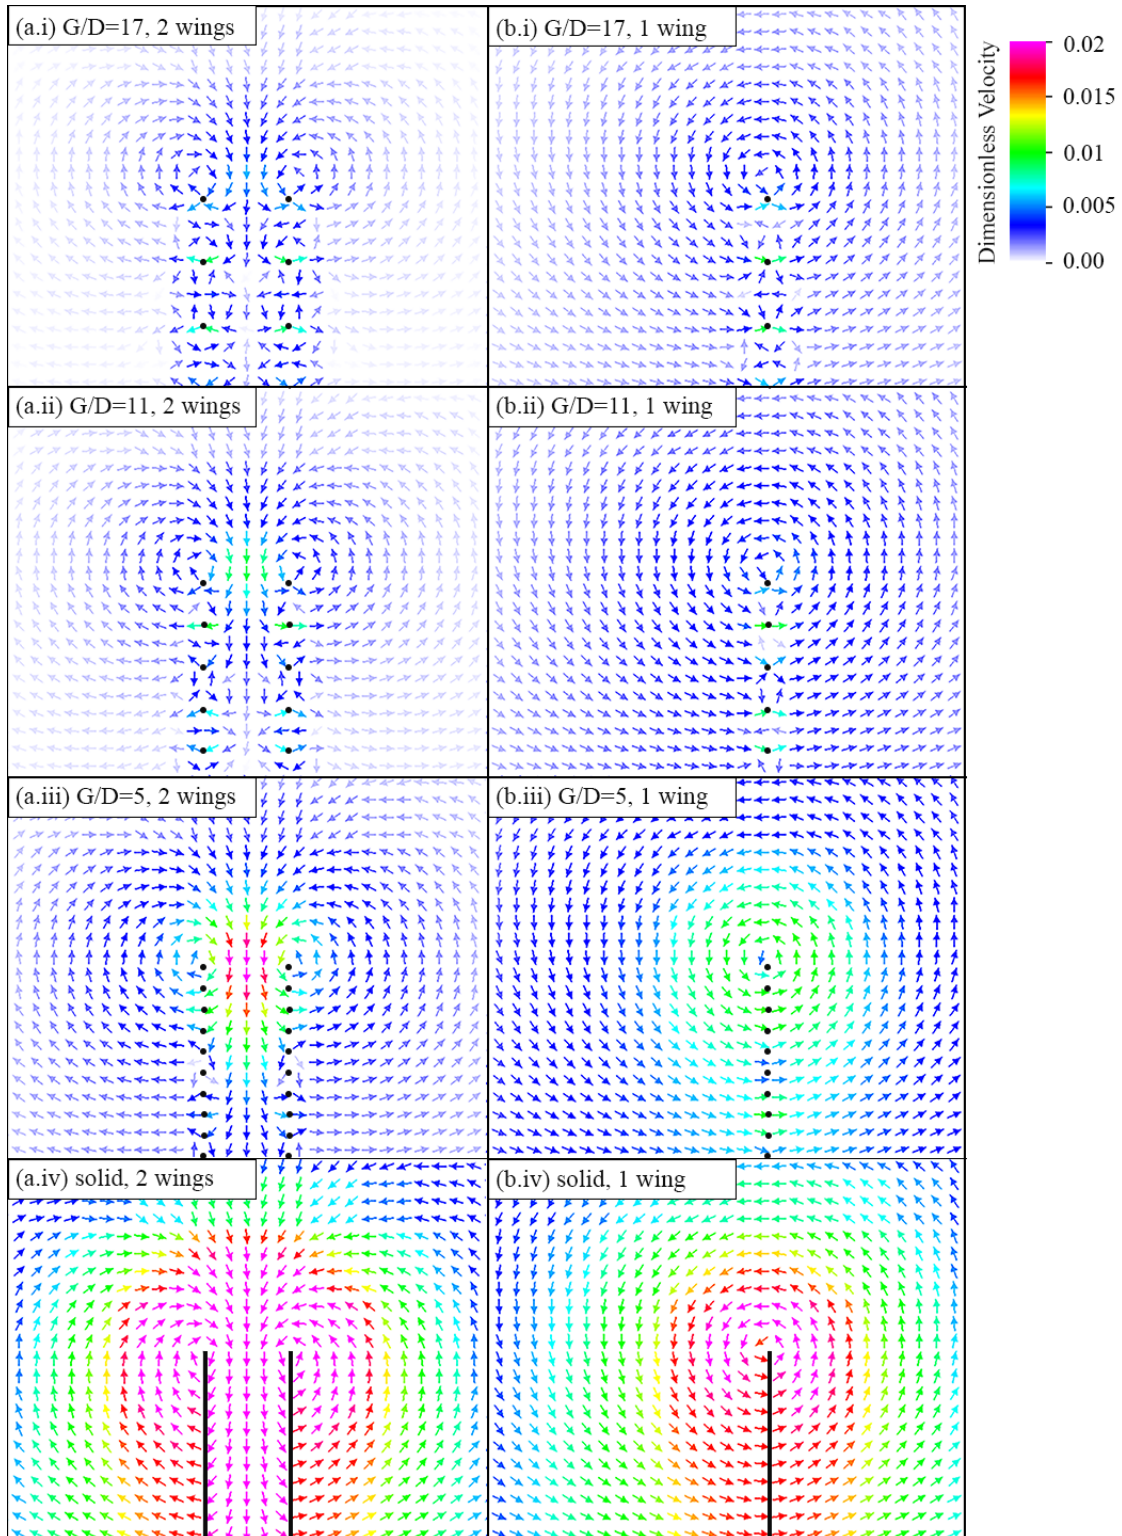 (a.i) G/D=17, 2 wings
(b.i) G/D=17, 1 wing
Dimensionless Velocity
0.02
0.015
0.01
0.005
0.00
(a.ii) G/D=11, 2 wings
(b.ii) G/D=11, 1 wing
(a.iii) G/D=5, 2 wings
(b.iii) G/D=5, 1 wing
(a.iv) solid, 2 wings
(b.iv) solid, 1 wing